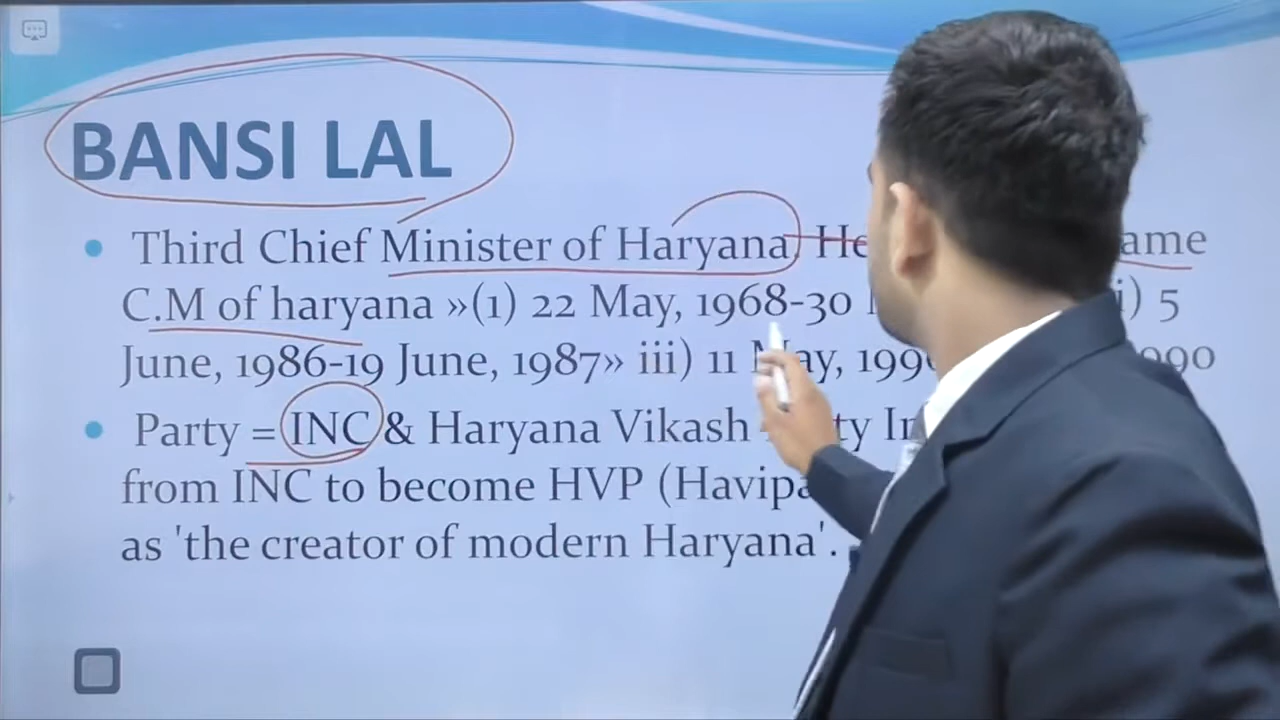 BANSI LAL
Third Chief Minister of Haryana, He ame
C.M of haryana »(1) 22 May, 1968-30 i) 5
June, 1986-19 June, 1987» iii) 11 May, 199 990
Party = INC & Haryana Vikash ty In
from INC to become HVP (Havipa
as 'the creator of modern Haryana'.